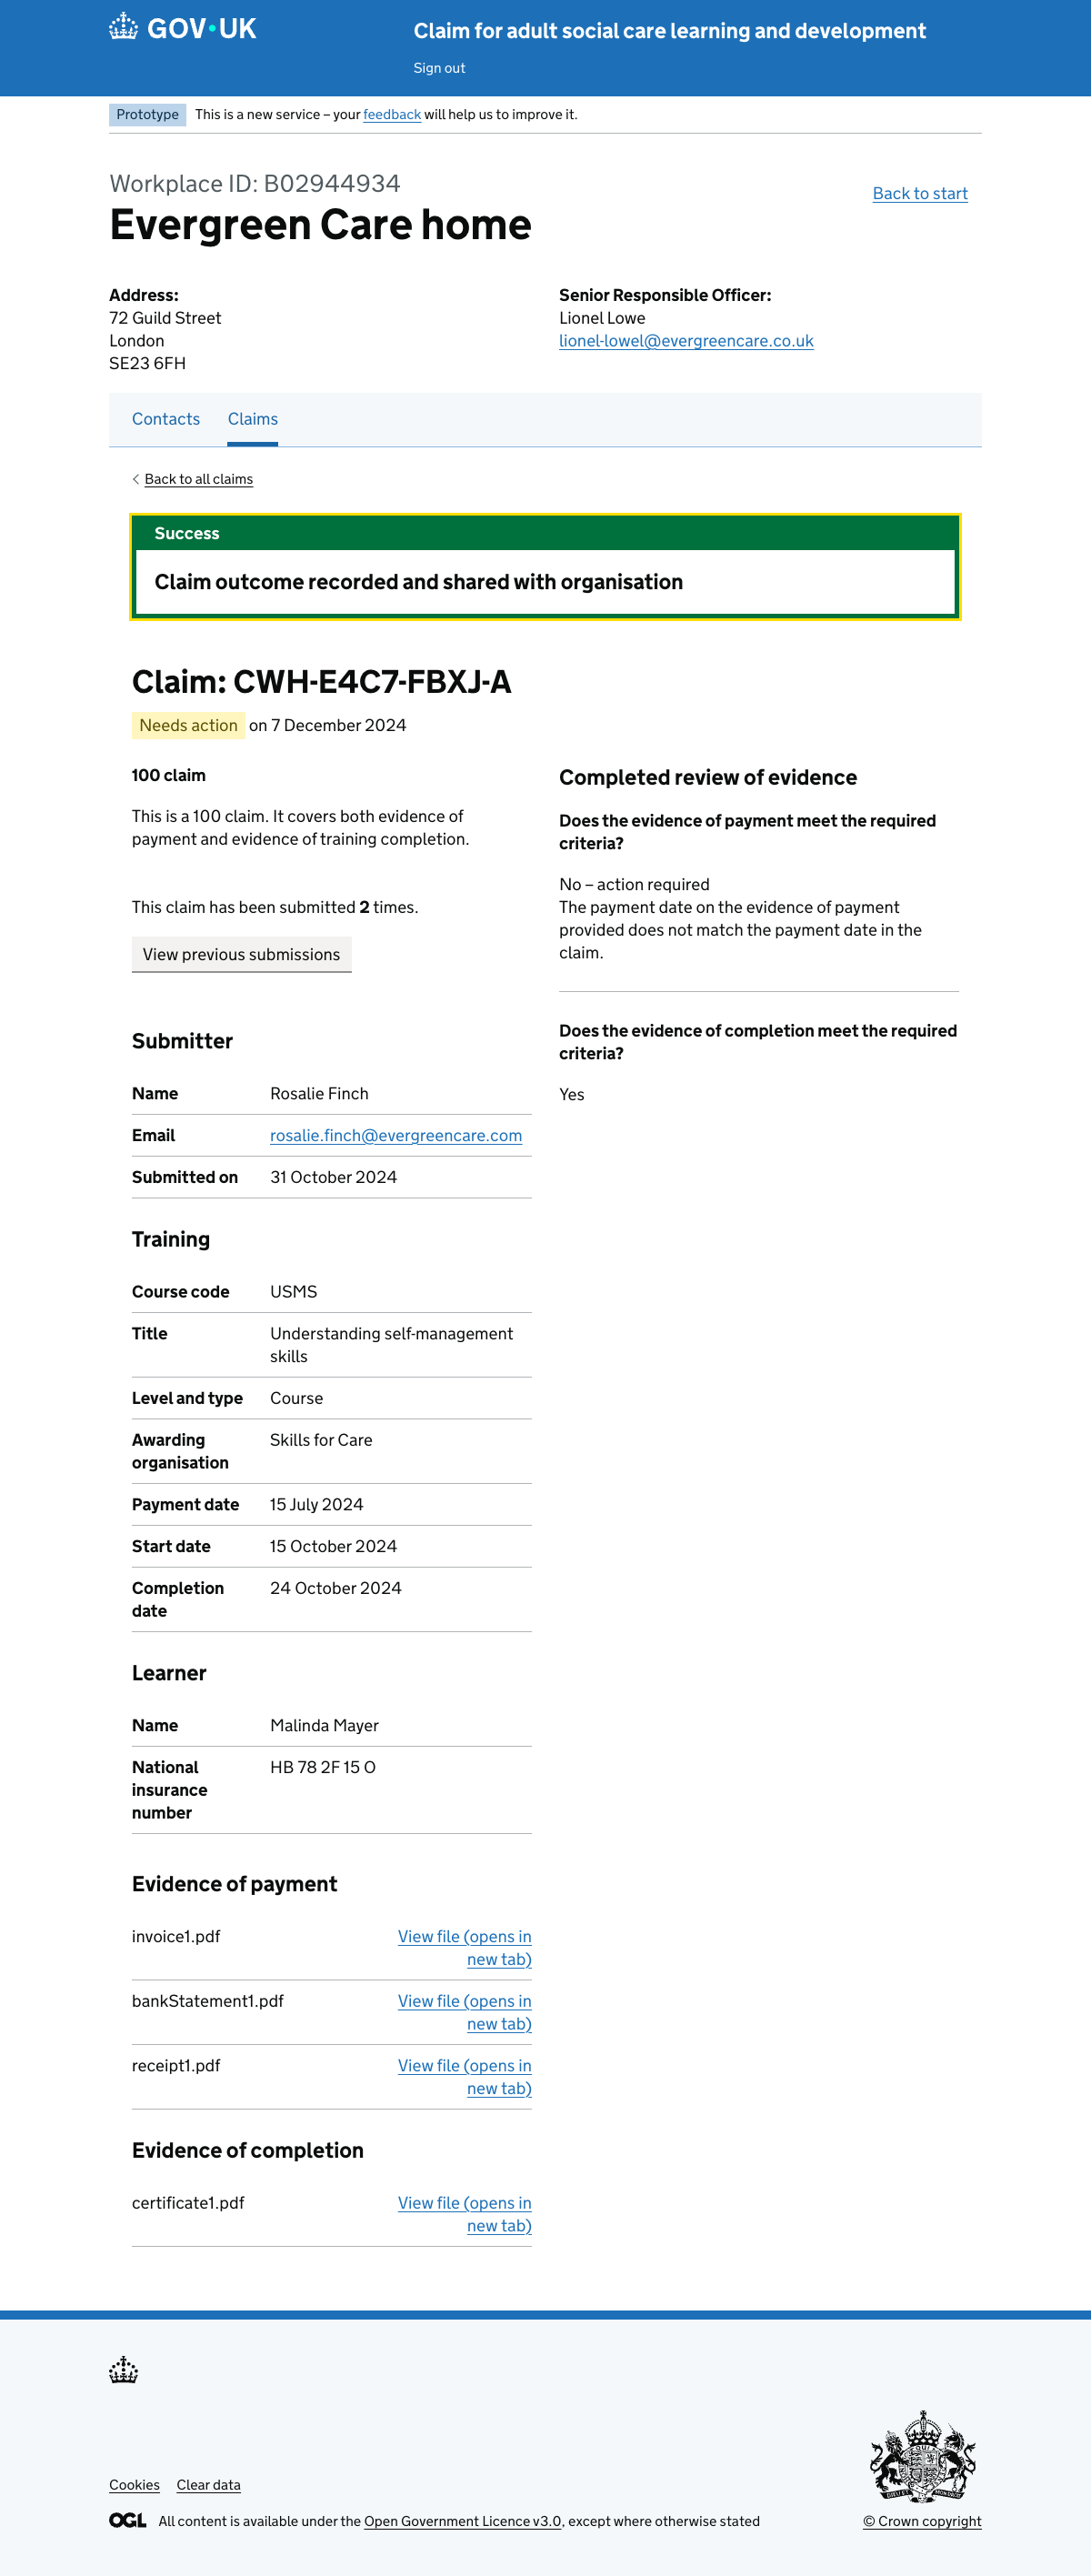 GOV•UK
Claim for adult social care learning and development
Sign out
Prototype This is a new service – your feedback will help us to improve it.
Workplace ID: B02944934
Evergreen Care home
Back to start
Address:
72 Guild Street
London
SE23 6FH
Senior Responsible Officer:
Lionel Lowe
lionel-lowel@evergreencare.co.uk
Contacts Claims
Back to all claims
Success
Claim outcome recorded and shared with organisation
Claim: CWH-E4C7-FBXJ-A
Needs action on 7 December 2024
100 claim
This is a 100 claim. It covers both evidence of
payment and evidence of training completion.
This claim has been submitted 2 times.
View previous submissions
Submitter
Name Rosalie Finch
Email rosalie.finch@evergreencare.com
Submitted on 31 October 2024
Training
Course code USMS
Title Understanding self-management
skills
Level and type Course
Awarding Skills for Care
organisation
Payment date 15 July 2024
Start date 15 October 2024
Completion 24 October 2024
date
Learner
Name Malinda Mayer
National HB 78 2F 15 O
insurance
number
Evidence of payment
invoice1.pdf View file (opens in
new tab)
bankStatement1.pdf View file (opens in
new tab)
receipt1.pdf View file (opens in
new tab)
Evidence of completion
certificate1.pdf View file (opens in
new tab)
Completed review of evidence
Does the evidence of payment meet the required
criteria?
No – action required
The payment date on the evidence of payment
provided does not match the payment date in the
claim.
Does the evidence of completion meet the required
criteria?
Yes
Cookies Clear data
OGL All content is available under the Open Government Licence v3.0, except where otherwise stated
© Crown copyright